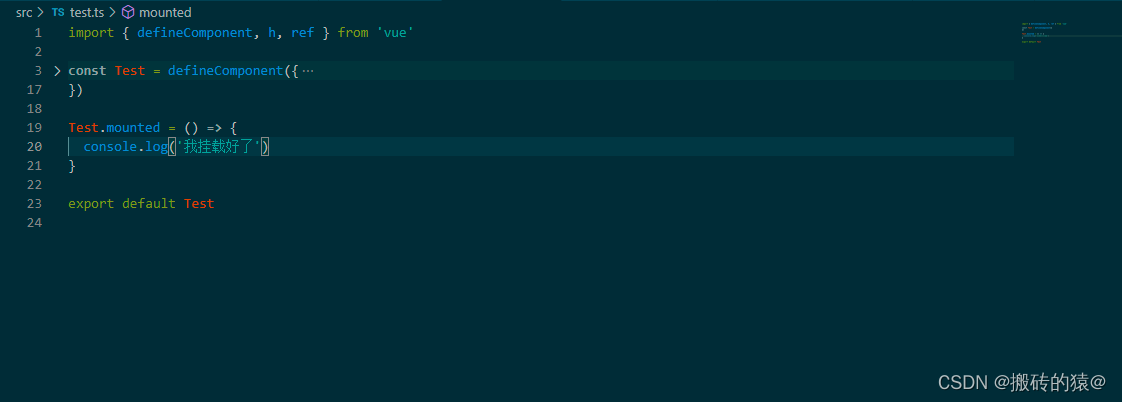 src > TS test.ts > mounted
1 import { defineComponent, h, ref } from 'vue'
2
3 > const Test = defineComponent({ ···
17 })
18
19 Test.mounted = () => {
20 console.log('我挂载好了')
21 }
22
23 export default Test
24
CSDN @搬砖的猿@